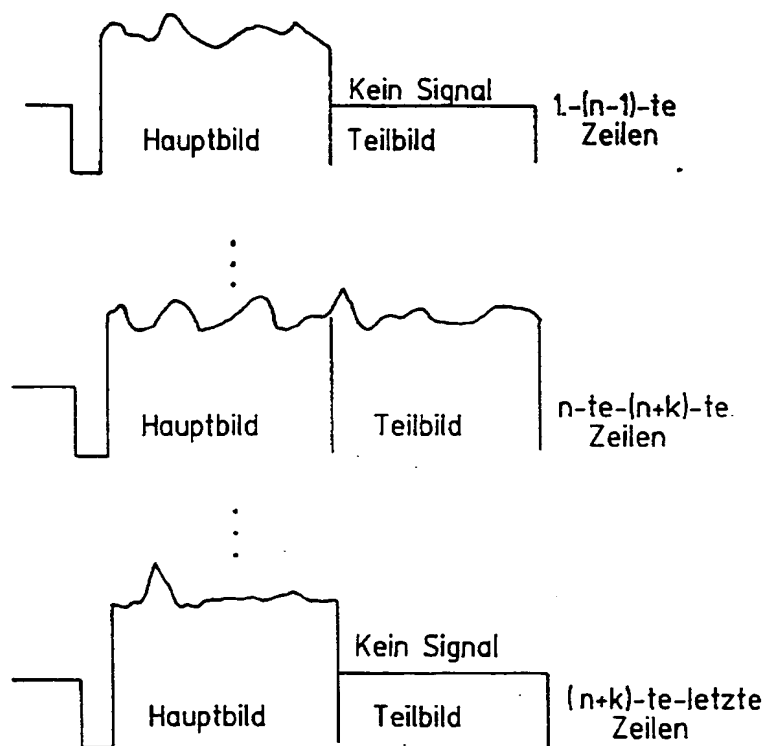 Kein Signal
1.-(n-1)-te
Zeilen
Hauptbild
Teilbild
n-te-(n+k)-te.
Zeilen
Hauptbild
Teilbild
Kein Signal
(n+k)-te-letzte
Zeilen
Hauptbild
Teilbild